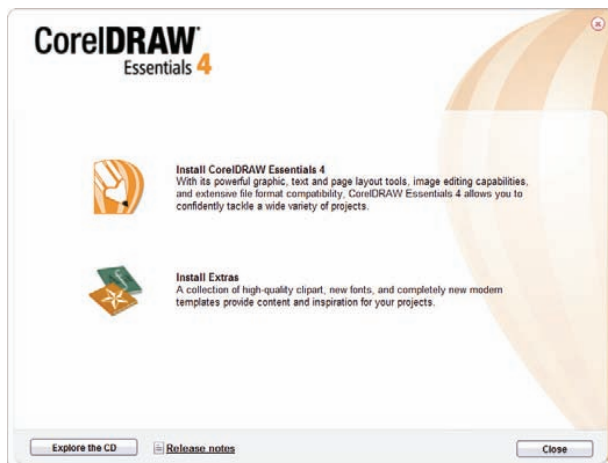 CorelDRAW
Essentials 4
Install CorelDRAW Essentials 4
With its powerful graphic, text and page layout tools, image editing capabilities,
and extensive file format compatibility, CorelDRAW Essentials 4 allows you to
confidently tackle a wide variety of projects.
Install Extras
A collection of high-quality clipart, new fonts, and completely new modern
templates provide content and inspiration for your projects.
Explore the CD Release notes Close